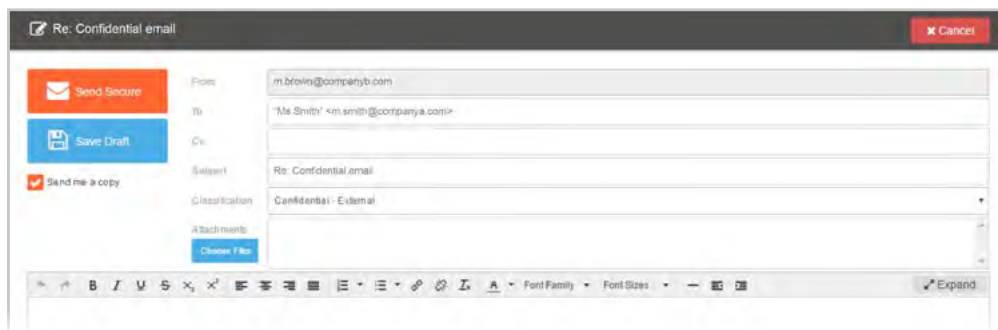 Re: Confidential email
Cancel
Send Secure
From
m.brown@companyb.com
To
"Ms Smith" <m.smith@companya.com>
Save Draft
Cc
Subject
Re: Confidential email
Send me a copy
Classification
Confidential - External
Attachments
Choose Files
B I U S X₂ X² Iₓ A Font Family Font Sizes Expand